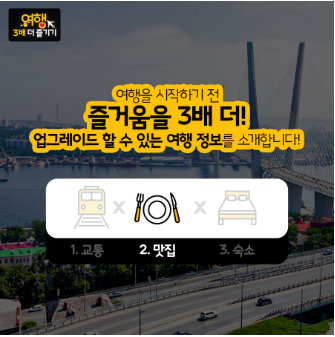 여행
3배 더 즐기기
여행을 시작하기 전
즐거움을 3배 더!
업그레이드 할 수 있는 여행 정보를 소개합니다!
x x
1. 교통 2. 맛집 3. 숙소